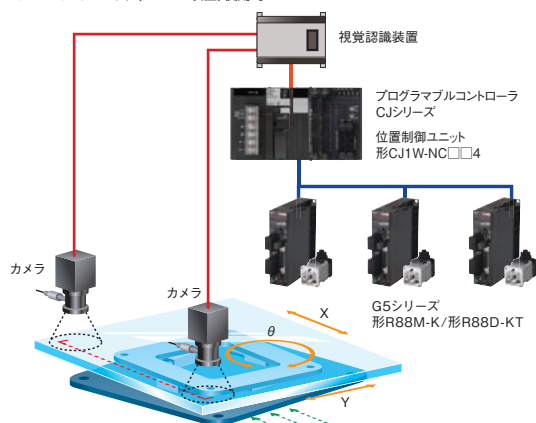 視覚認識装置
プログラマブルコントローラ
CJシリーズ
位置制御ユニット
形CJ1W-NC□□4
カメラ
カメラ
G5シリーズ
形R88M-K/形R88D-KT
X
θ
Y